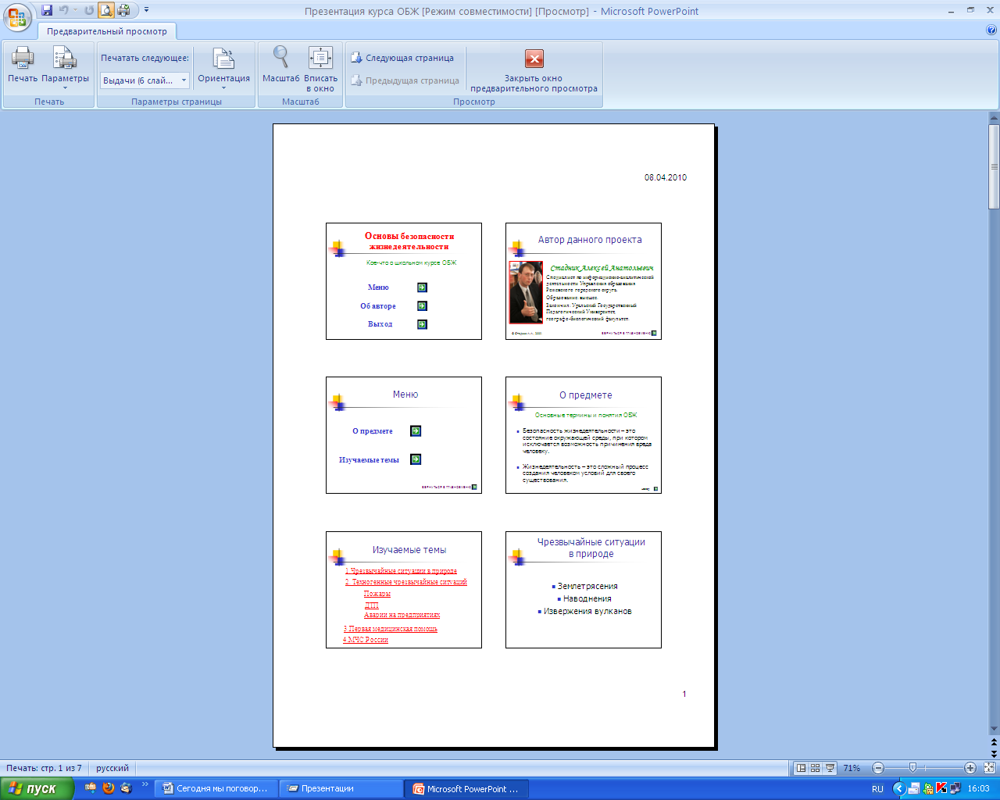 Презентация курса ОБЖ [Режим совместимости] [Просмотр] - Microsoft PowerPoint
Предварительный просмотр
Печать
Параметры
Печатать следующее:
Выдачи (6 слай...
Ориентация
Масштаб
Вписать
в окно
Следующая страница
Предыдущая страница
Закрыть окно
предварительного просмотра
Печать
Параметры страницы
Масштаб
Просмотр
08.04.2010
Основы безопасности
жизнедеятельности
Кое-что о школьном курсе ОБЖ
Меню
Об авторе
Выход
Автор данного проекта
Стадник Алексей Анатольевич
Специалист по информационно-аналитической
деятельности Управления образования
Режевского городского округа.
Образование: высшее.
Закончил: Уральский Государственный
Педагогический Университет,
географо-биологический факультет.
Меню
О предмете
Изучаемые темы
О предмете
Основные термины и понятия ОБЖ
Безопасность жизнедеятельности – это
состояние окружающей среды, при котором
исключается возможность причинения вреда
человеку.
Жизнедеятельность – это сложный процесс
создания человеком условий для своего
существования.
Изучаемые темы
1.Чрезвычайные ситуации в природе
2. Техногенные чрезвычайные ситуаций
Пожары
ДТП
Аварии на предприятиях
3.Первая медицинская помощь
4.МЧС России
Чрезвычайные ситуации
в природе
Землетрясения
Наводнения
Извержения вулканов
1
Печать: стр. 1 из 7
русский
71%
пуск
Сегодня мы поговор...
Презентации
Microsoft PowerPoint ...
RU
16:03